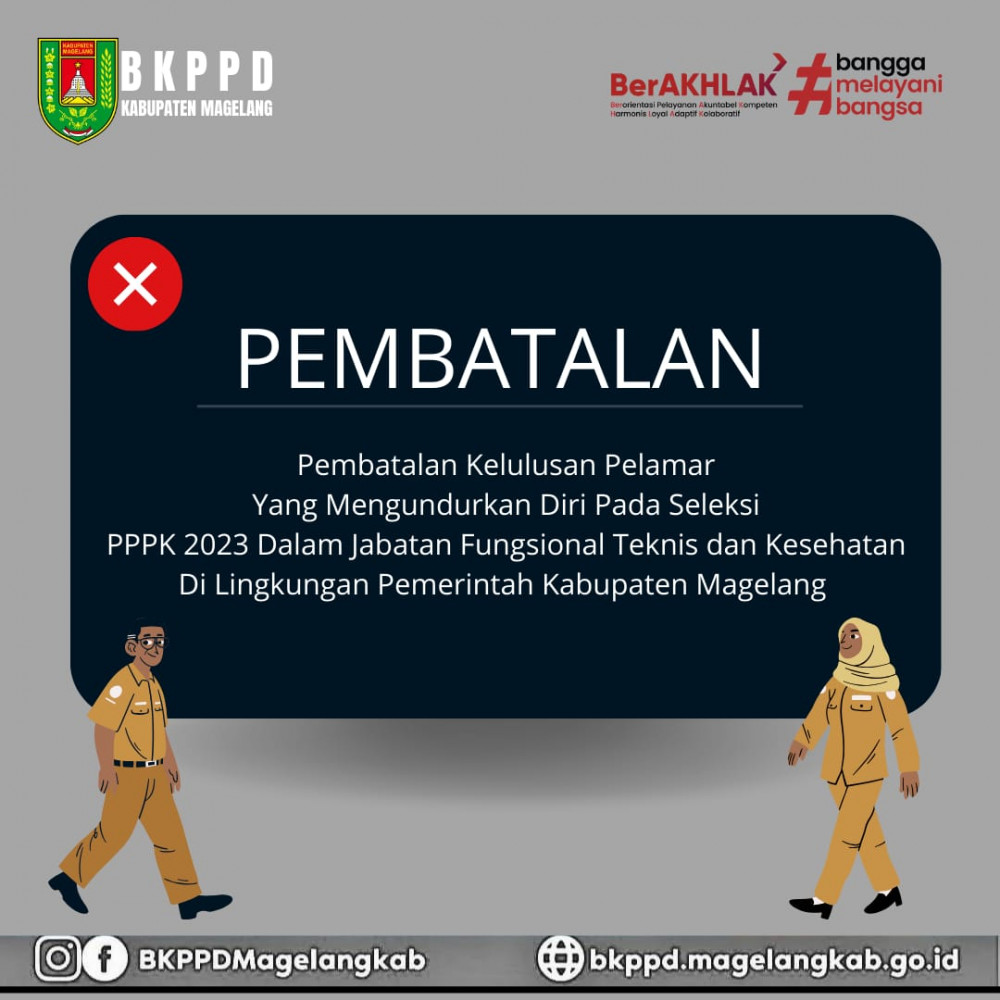 KABUPATEN
MAGELANG
BKPPD
KABUPATEN MAGELANG
BerAKHLAK
Berorientasi Pelayanan Akuntabel Kompeten
Harmonis Loyal Adaptif Kolaboratif
#bangga
melayani
bangsa
PEMBATALAN
Pembatalan Kelulusan Pelamar
Yang Mengundurkan Diri Pada Seleksi
PPPK 2023 Dalam Jabatan Fungsional Teknis dan Kesehatan
Di Lingkungan Pemerintah Kabupaten Magelang
BKPPDMagelangkab
bkppd.magelangkab.go.id